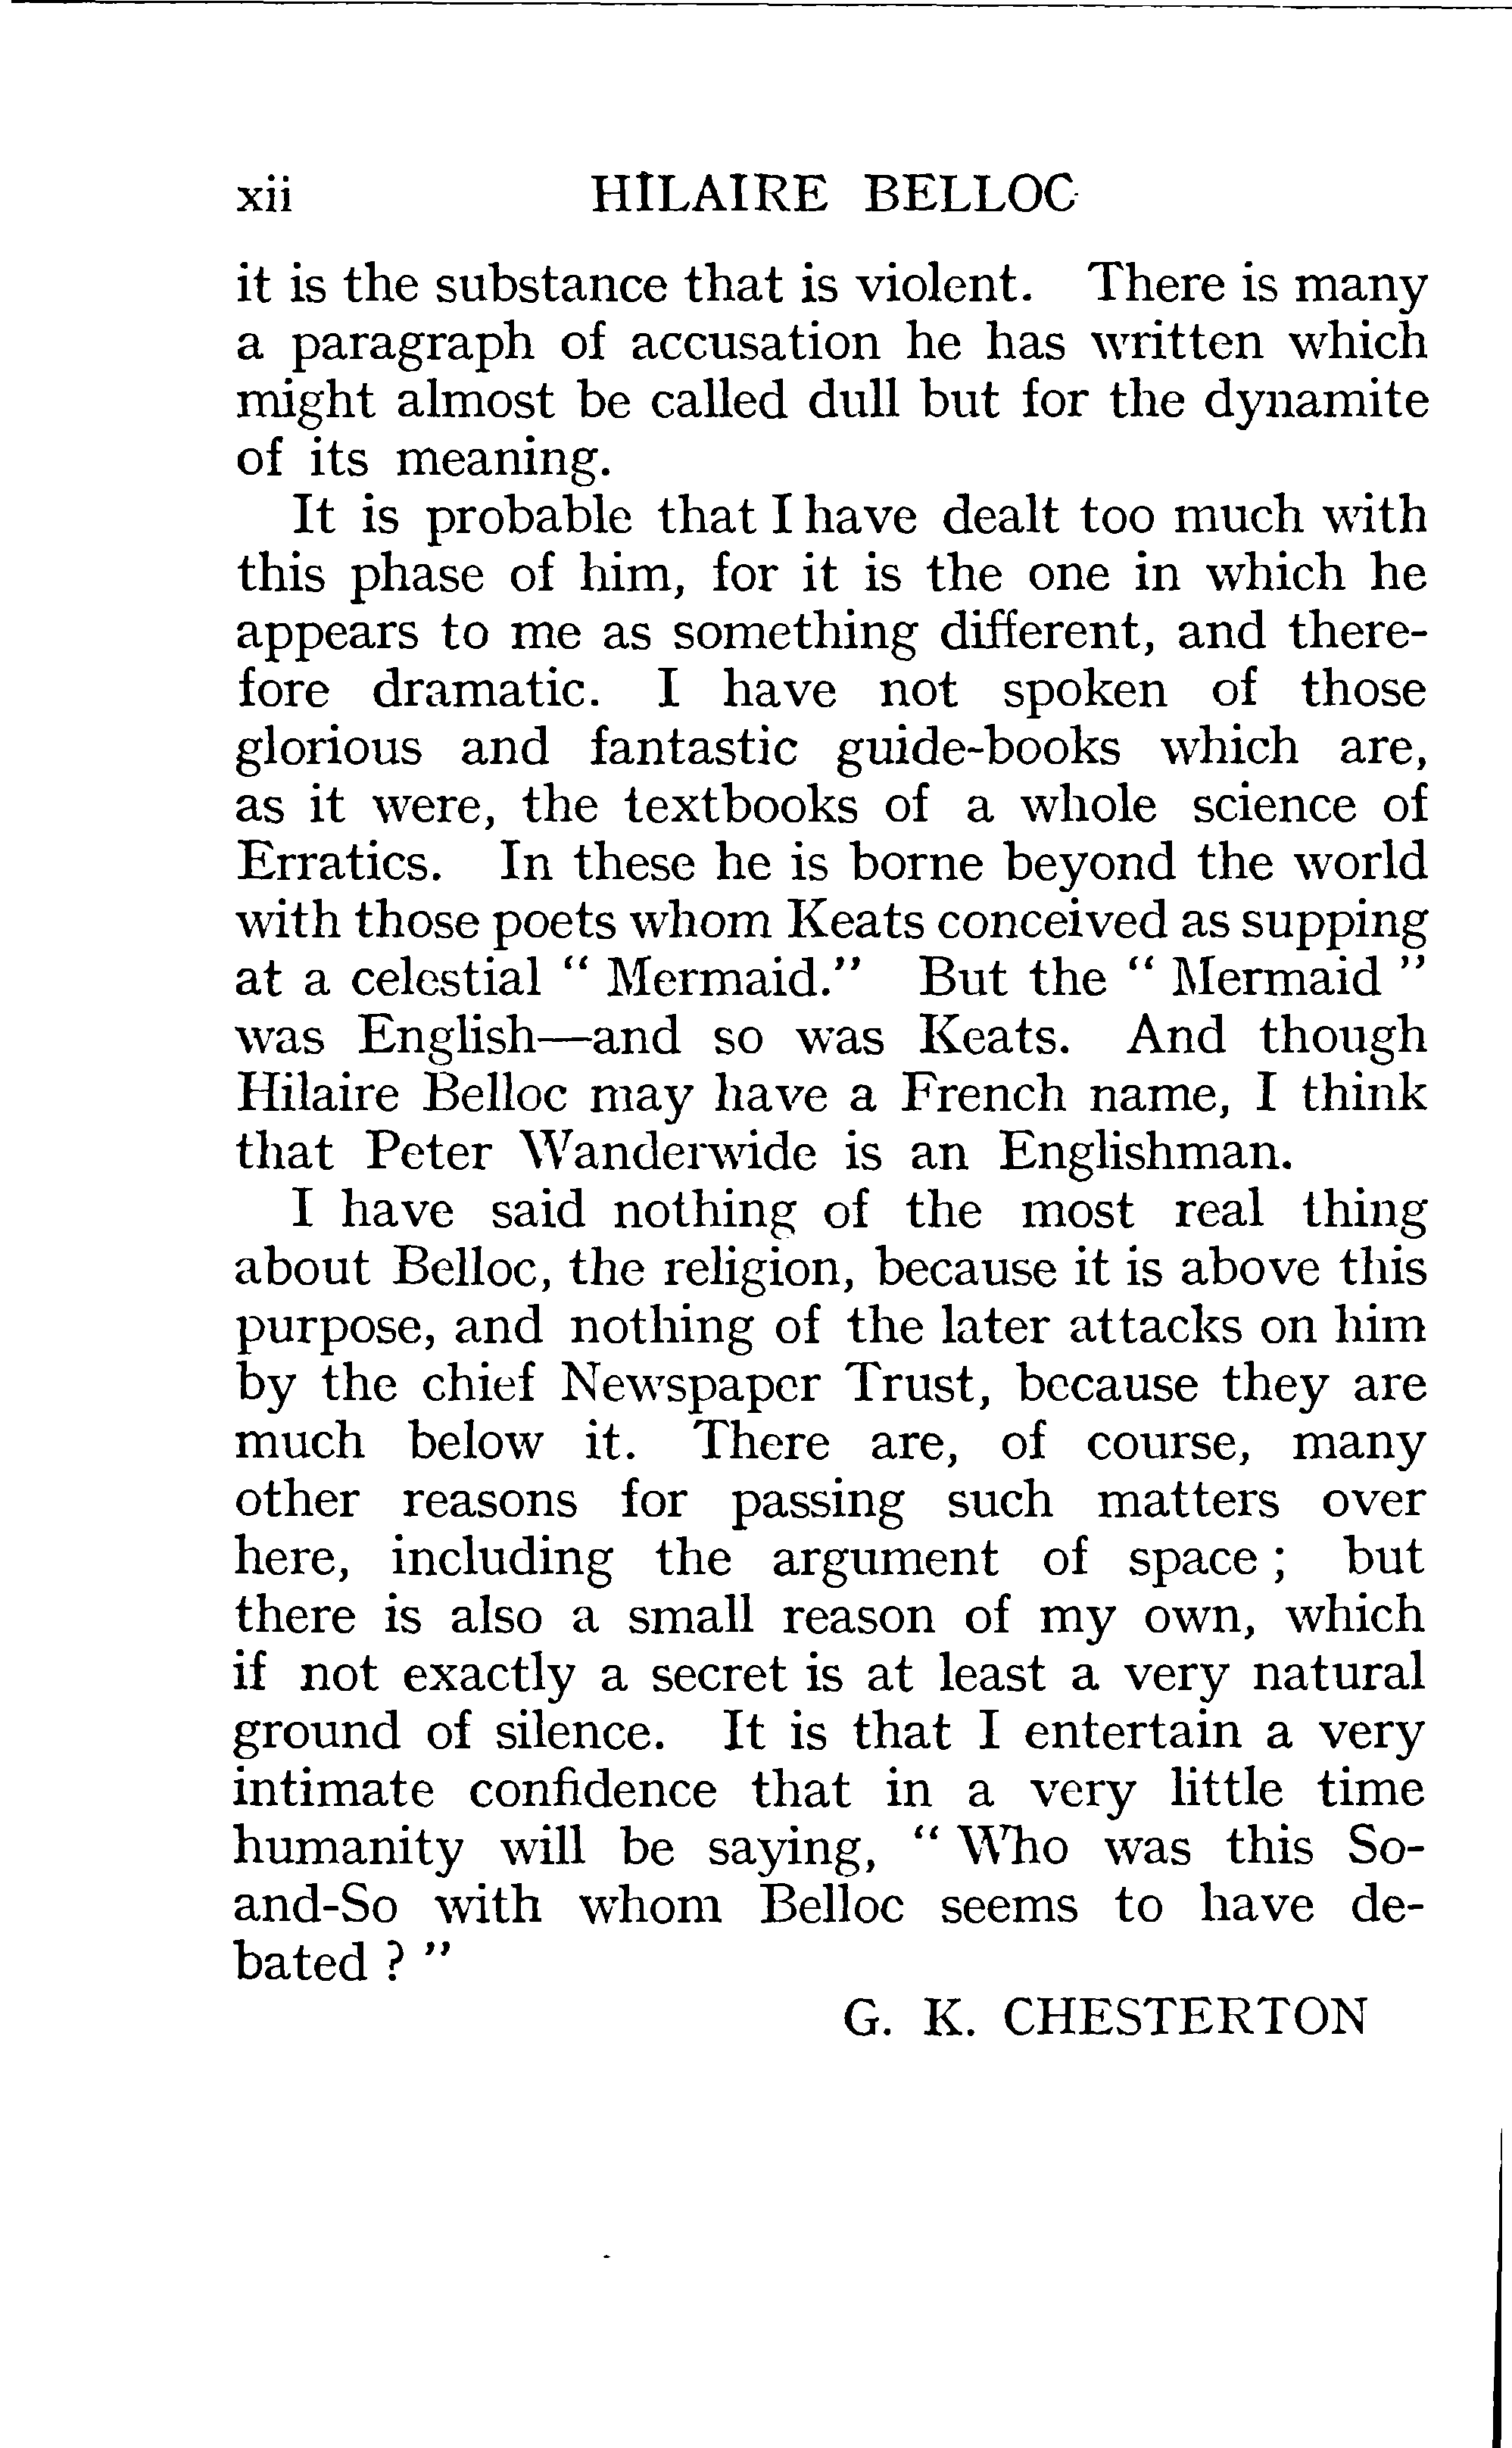 xii HILAIRE BELLOC
it is the substance that is violent. There is many
a paragraph of accusation he has written which
might almost be called dull but for the dynamite
of its meaning.
It is probable that I have dealt too much with
this phase of him, for it is the one in which he
appears to me as something different, and there-
fore dramatic. I have not spoken of those
glorious and fantastic guide-books which are,
as it were, the textbooks of a whole science of
Erratics. In these he is borne beyond the world
with those poets whom Keats conceived as supping
at a celestial “ Mermaid.” But the “ Mermaid ”
was English—and so was Keats. And though
Hilaire Belloc may have a French name, I think
that Peter Wanderwide is an Englishman.
I have said nothing of the most real thing
about Belloc, the religion, because it is above this
purpose, and nothing of the later attacks on him
by the chief Newspaper Trust, because they are
much below it. There are, of course, many
other reasons for passing such matters over
here, including the argument of space ; but
there is also a small reason of my own, which
if not exactly a secret is at least a very natural
ground of silence. It is that I entertain a very
intimate confidence that in a very little time
humanity will be saying, “ Who was this So-
and-So with whom Belloc seems to have de-
bated ? ”
G. K. CHESTERTON